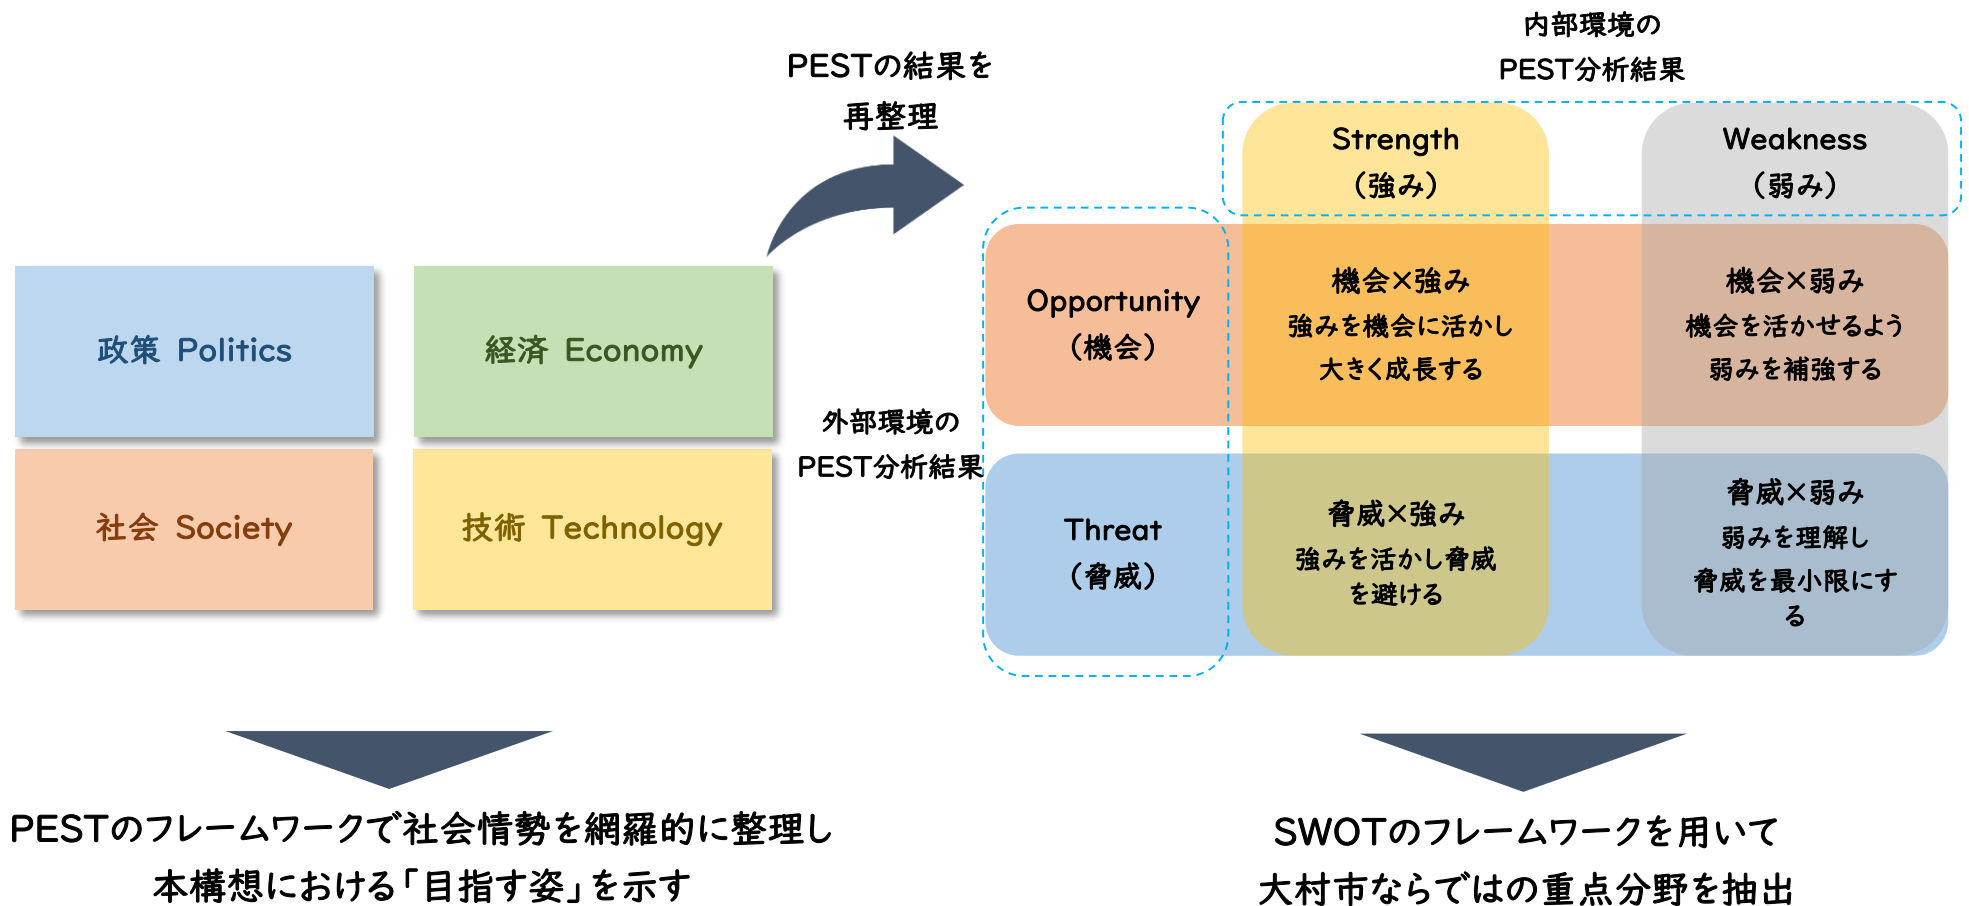 PESTの結果を
再整理
政策 Politics
経済 Economy
社会 Society
技術 Technology
PESTのフレームワークで社会情勢を網羅的に整理し
本構想における「目指す姿」を示す
内部環境の
PEST分析結果
外部環境の
PEST分析結果
Strength
（強み）
Weakness
（弱み）
Opportunity
（機会）
機会×強み
強みを機会に活かし
大きく成長する
機会×弱み
機会を活かせるよう
弱みを補強する
Threat
（脅威）
脅威×強み
強みを活かし脅威
を避ける
脅威×弱み
弱みを理解し
脅威を最小限にす
る
SWOTのフレームワークを用いて
大村市ならではの重点分野を抽出